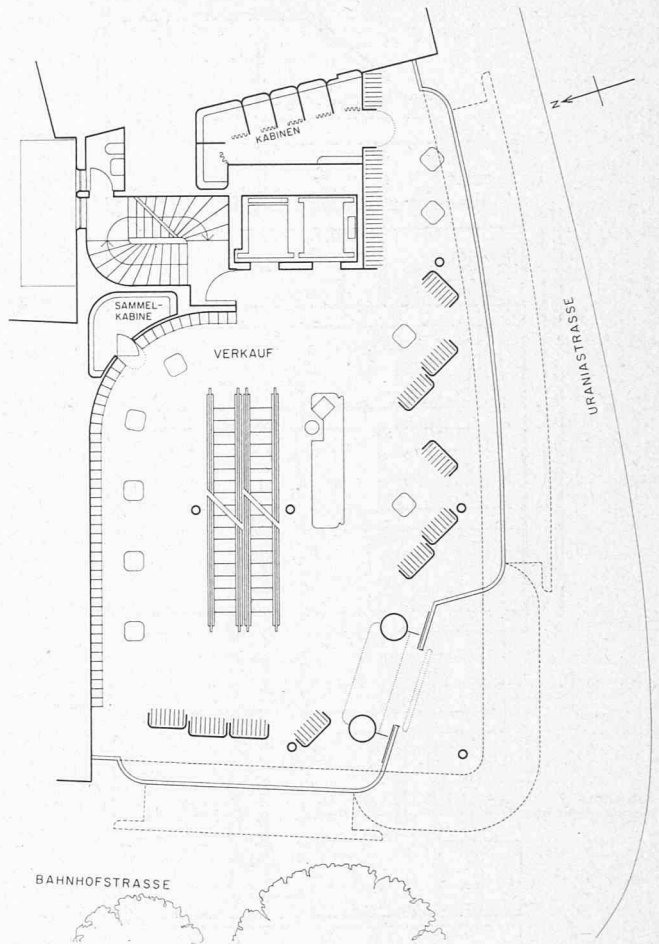 N
KABINEN
SAMMEL-
KABINE
VERKAUF
URANIASTRASSE
BAHNHOFSTRASSE